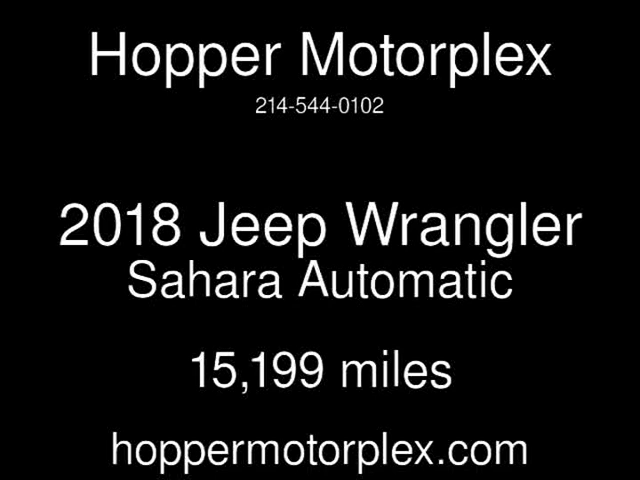 Hopper Motorplex
214-544-0102
2018 Jeep Wrangler
Sahara Automatic
15,199 miles
hoppermotorplex.com